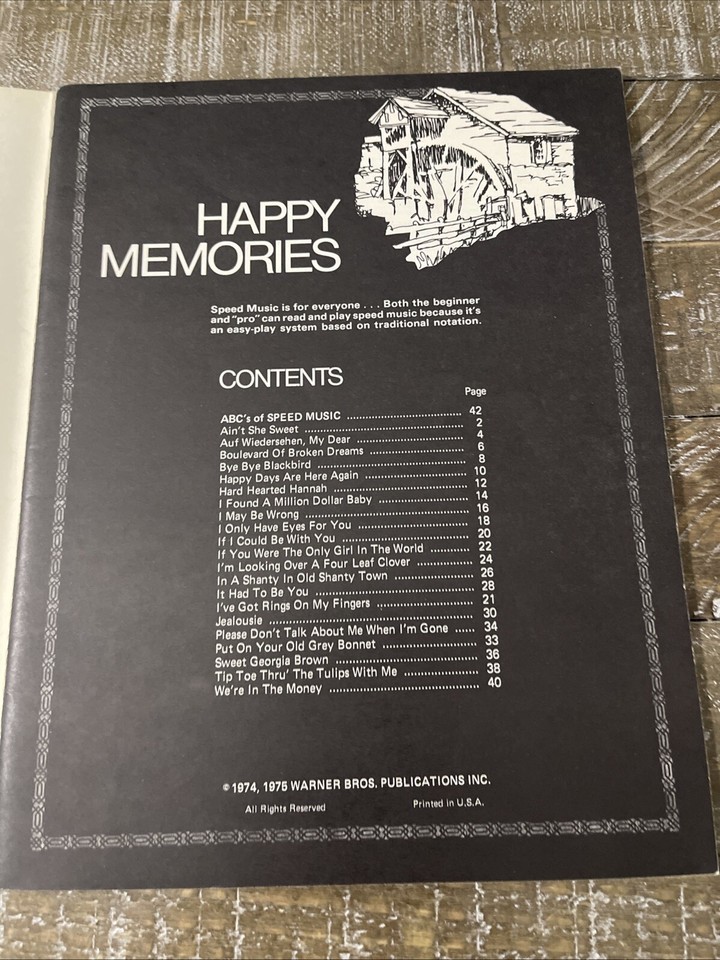 HAPPY
MEMORIES
Speed Music is for everyone . . . Both the beginner
and "pro" can read and play speed music because it's
an easy-play system based on traditional notation.
CONTENTS
Page
ABC's of SPEED MUSIC ........................................ 42
Ain't She Sweet ........................................ 2
Auf Wiedersehen, My Dear ........................................ 4
Boulevard Of Broken Dreams ........................................ 6
Bye Bye Blackbird ........................................ 8
Happy Days Are Here Again ........................................ 10
Hard Hearted Hannah ........................................ 12
I Found A Million Dollar Baby ........................................ 14
I May Be Wrong ........................................ 16
I Only Have Eyes For You ........................................ 18
If I Could Be With You ........................................ 20
If You Were The Only Girl In The World ............ 22
I'm Looking Over A Four Leaf Clover ................ 24
In A Shanty In Old Shanty Town ........................ 26
It Had To Be You ........................................ 28
I've Got Rings On My Fingers ........................................ 21
Jealousie ........................................ 30
Please Don't Talk About Me When I'm Gone ...... 34
Put On Your Old Grey Bonnet ........................................ 33
Sweet Georgia Brown ........................................ 36
Tip Toe Thru' The Tulips With Me ........................ 38
We're In The Money ........................................ 40
© 1974, 1975 WARNER BROS. PUBLICATIONS INC.
All Rights Reserved Printed in U.S.A.